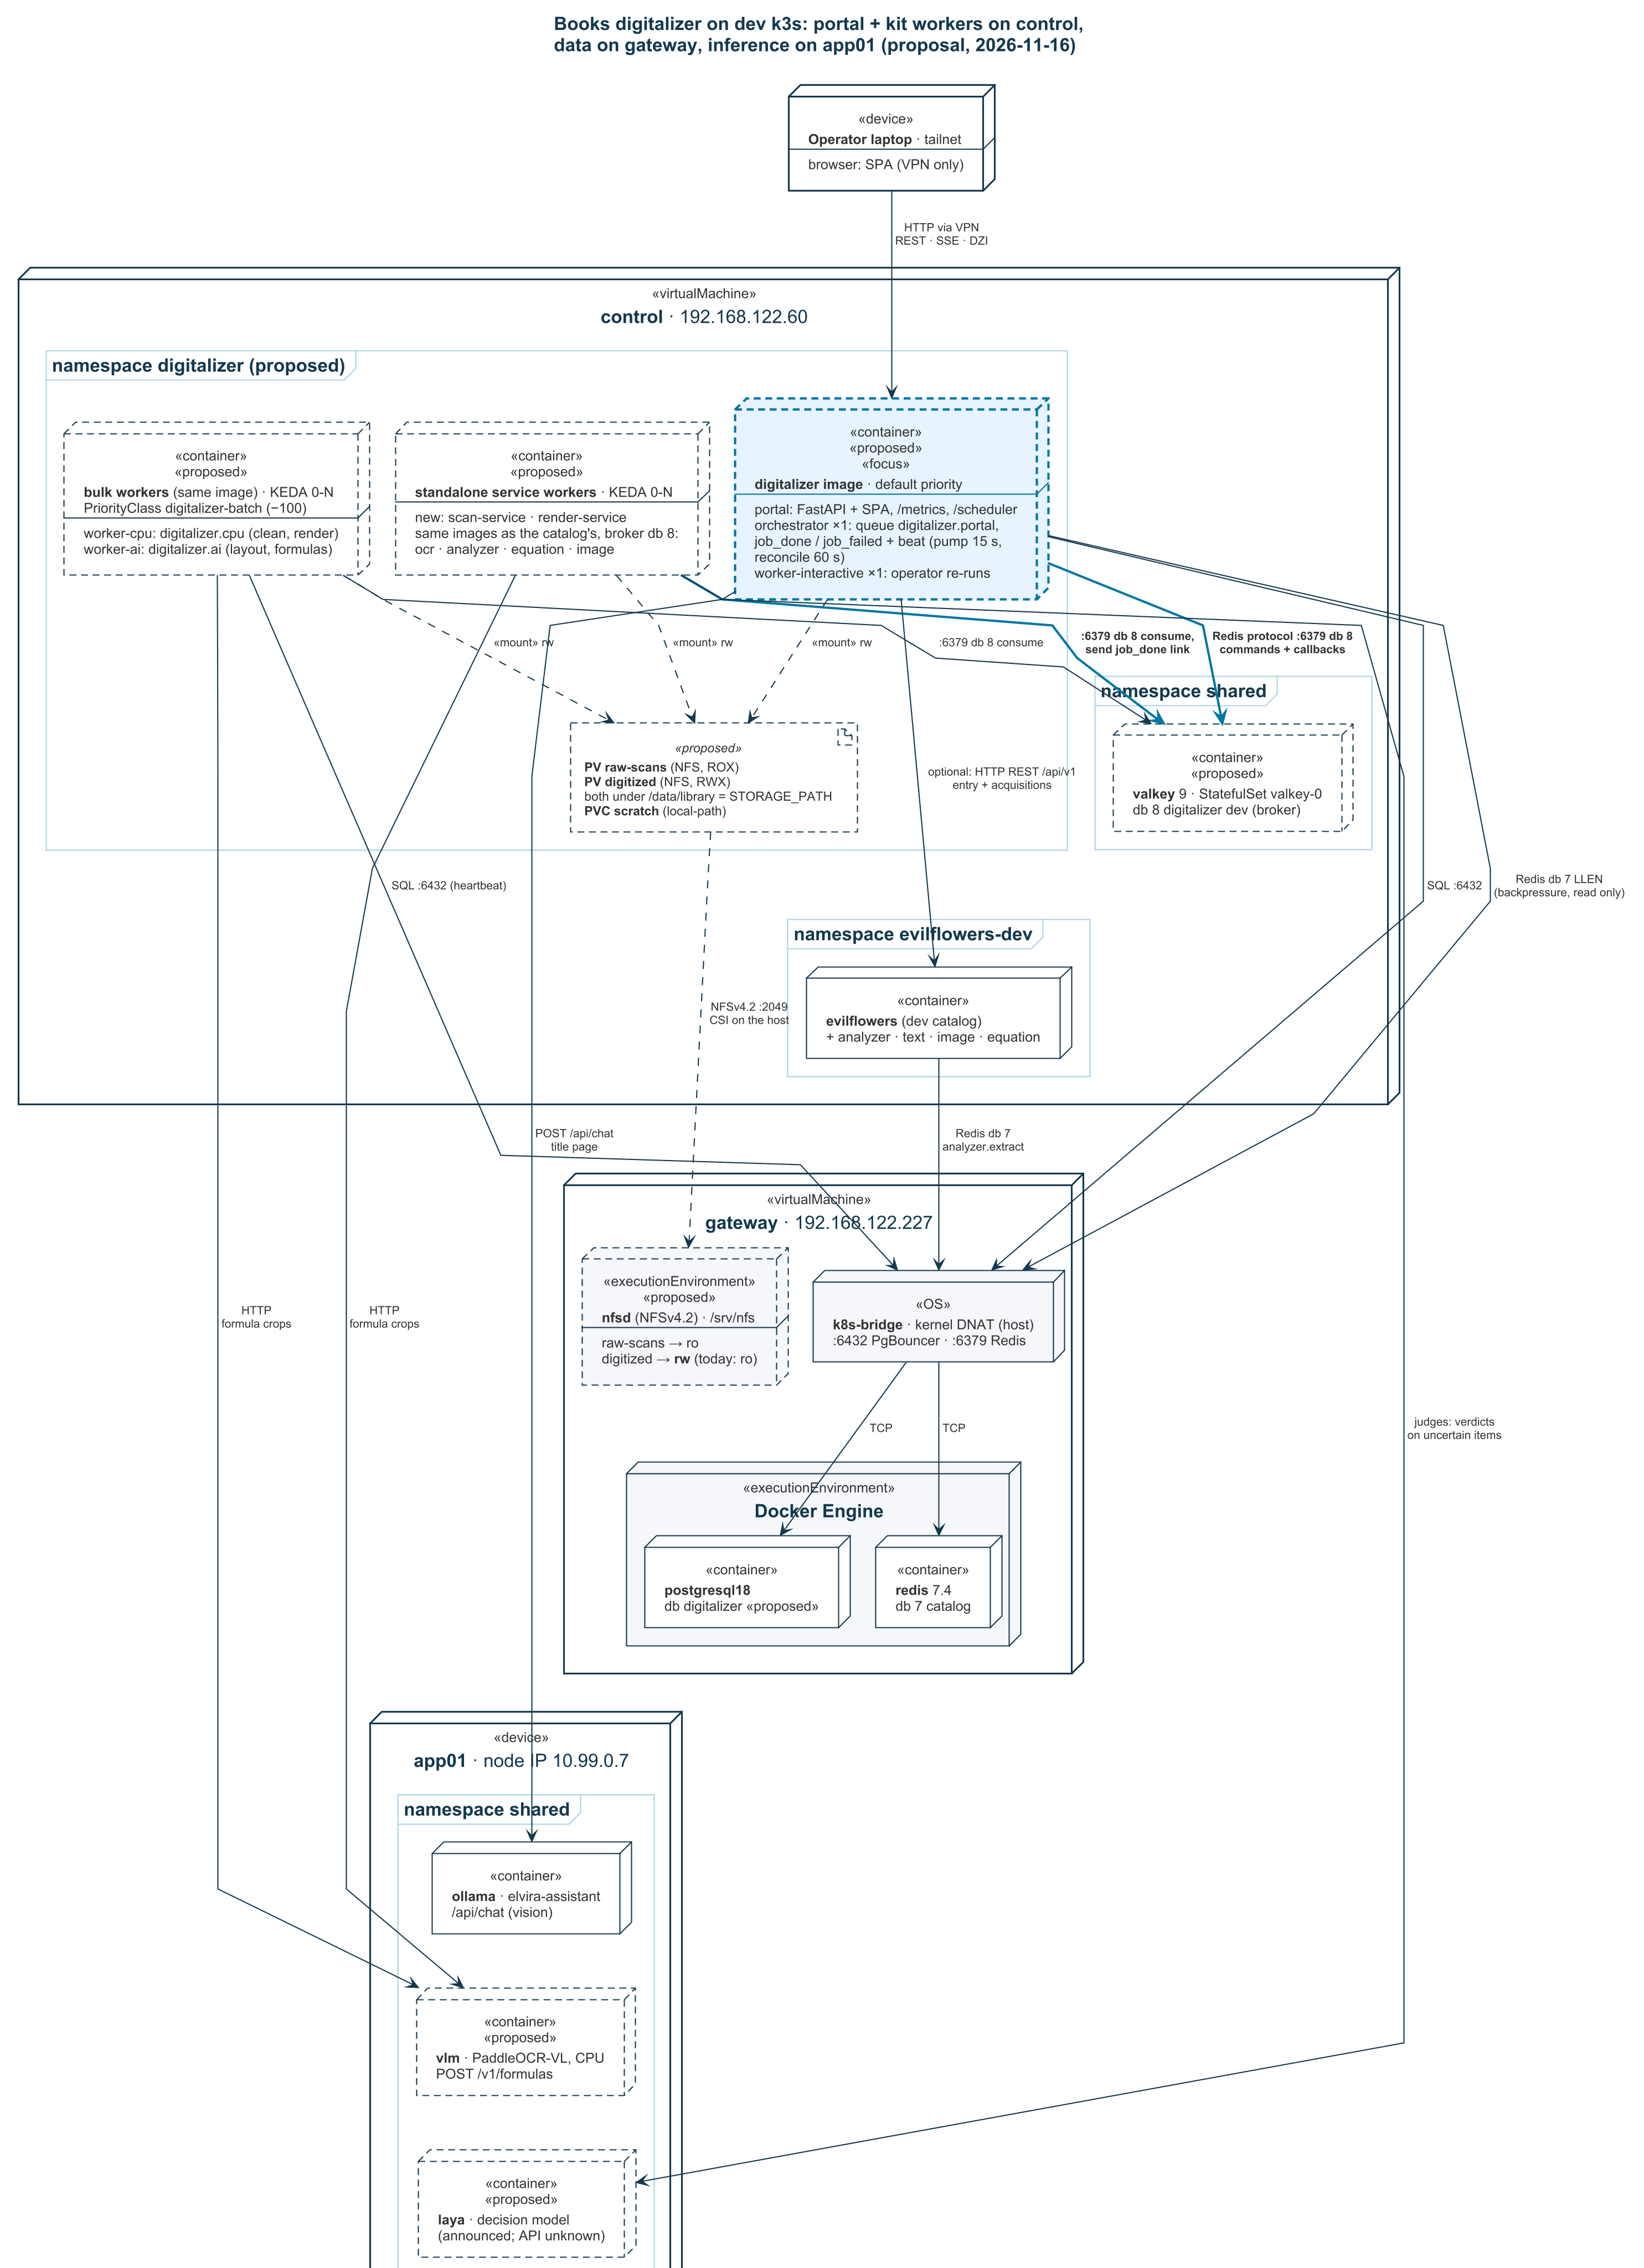 Books digitalizer on dev k3s: portal + kit workers on control,
data on gateway, inference on app01 (proposal, 2026-11-16)
«device»
Operator laptop · tailnet
browser: SPA (VPN only)
HTTP via VPN
REST · SSE · DZI
«virtualMachine»
control · 192.168.122.60
namespace digitalizer (proposed)
«container»
«proposed»
bulk workers (same image) · KEDA 0-N
PriorityClass digitalizer-batch (−100)
worker-cpu: digitalizer.cpu (clean, render)
worker-ai: digitalizer.ai (layout, formulas)
«container»
«proposed»
standalone service workers · KEDA 0-N
new: scan-service · render-service
same images as the catalog's, broker db 8:
ocr · analyzer · equation · image
«container»
«proposed»
«focus»
digitalizer image · default priority
portal: FastAPI + SPA, /metrics, /scheduler
orchestrator ×1: queue digitalizer.portal,
job_done / job_failed + beat (pump 15 s,
reconcile 60 s)
worker-interactive ×1: operator re-runs
«mount» rw
«mount» rw
«mount» rw
:6379 db 8 consume
:6379 db 8 consume,
send job_done link
Redis protocol :6379 db 8
commands + callbacks
namespace shared
«container»
«proposed»
valkey 9 · StatefulSet valkey-0
db 8 digitalizer dev (broker)
«proposed»
PV raw-scans (NFS, ROX)
PV digitized (NFS, RWX)
both under /data/library = STORAGE_PATH
PVC scratch (local-path)
optional: HTTP REST /api/v1
entry + acquisitions
SQL :6432 (heartbeat)
SQL :6432
Redis db 7 LLEN
(backpressure, read only)
namespace evilflowers-dev
«container»
evilflowers (dev catalog)
+ analyzer · text · image · equation
NFSv4.2 :2049
CSI on the host
POST /api/chat
title page
Redis db 7
analyzer.extract
«virtualMachine»
gateway · 192.168.122.227
«executionEnvironment»
«proposed»
nfsd (NFSv4.2) · /srv/nfs
raw-scans → ro
digitized → rw (today: ro)
«OS»
k8s-bridge · kernel DNAT (host)
:6432 PgBouncer · :6379 Redis
HTTP
formula crops
HTTP
formula crops
TCP
TCP
judges: verdicts
on uncertain items
«executionEnvironment»
Docker Engine
«container»
postgresql18
db digitalizer «proposed»
«container»
redis 7.4
db 7 catalog
«device»
app01 · node IP 10.99.0.7
namespace shared
«container»
ollama · elvira-assistant
/api/chat (vision)
«container»
«proposed»
vlm · PaddleOCR-VL, CPU
POST /v1/formulas
«container»
«proposed»
laya · decision model
(announced; API unknown)